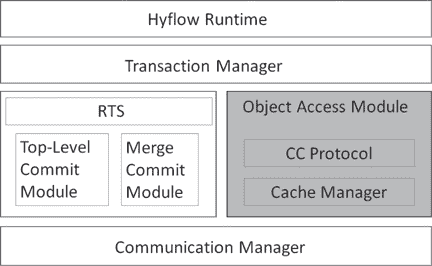 Hyflow Runtime
Transaction Manager
RTS
Top-Level
Commit
Module
Merge
Commit
Module
Object Access Module
CC Protocol
Cache Manager
Communication Manager